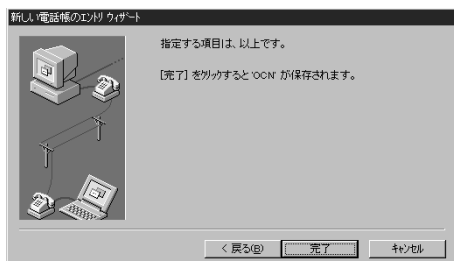 新しい電話帳のエントリ ウィザード
指定する項目は、以上です。
[完了] をクリックすると 'OCN' が保存されます。
< 戻る(B)
完了
キャンセル